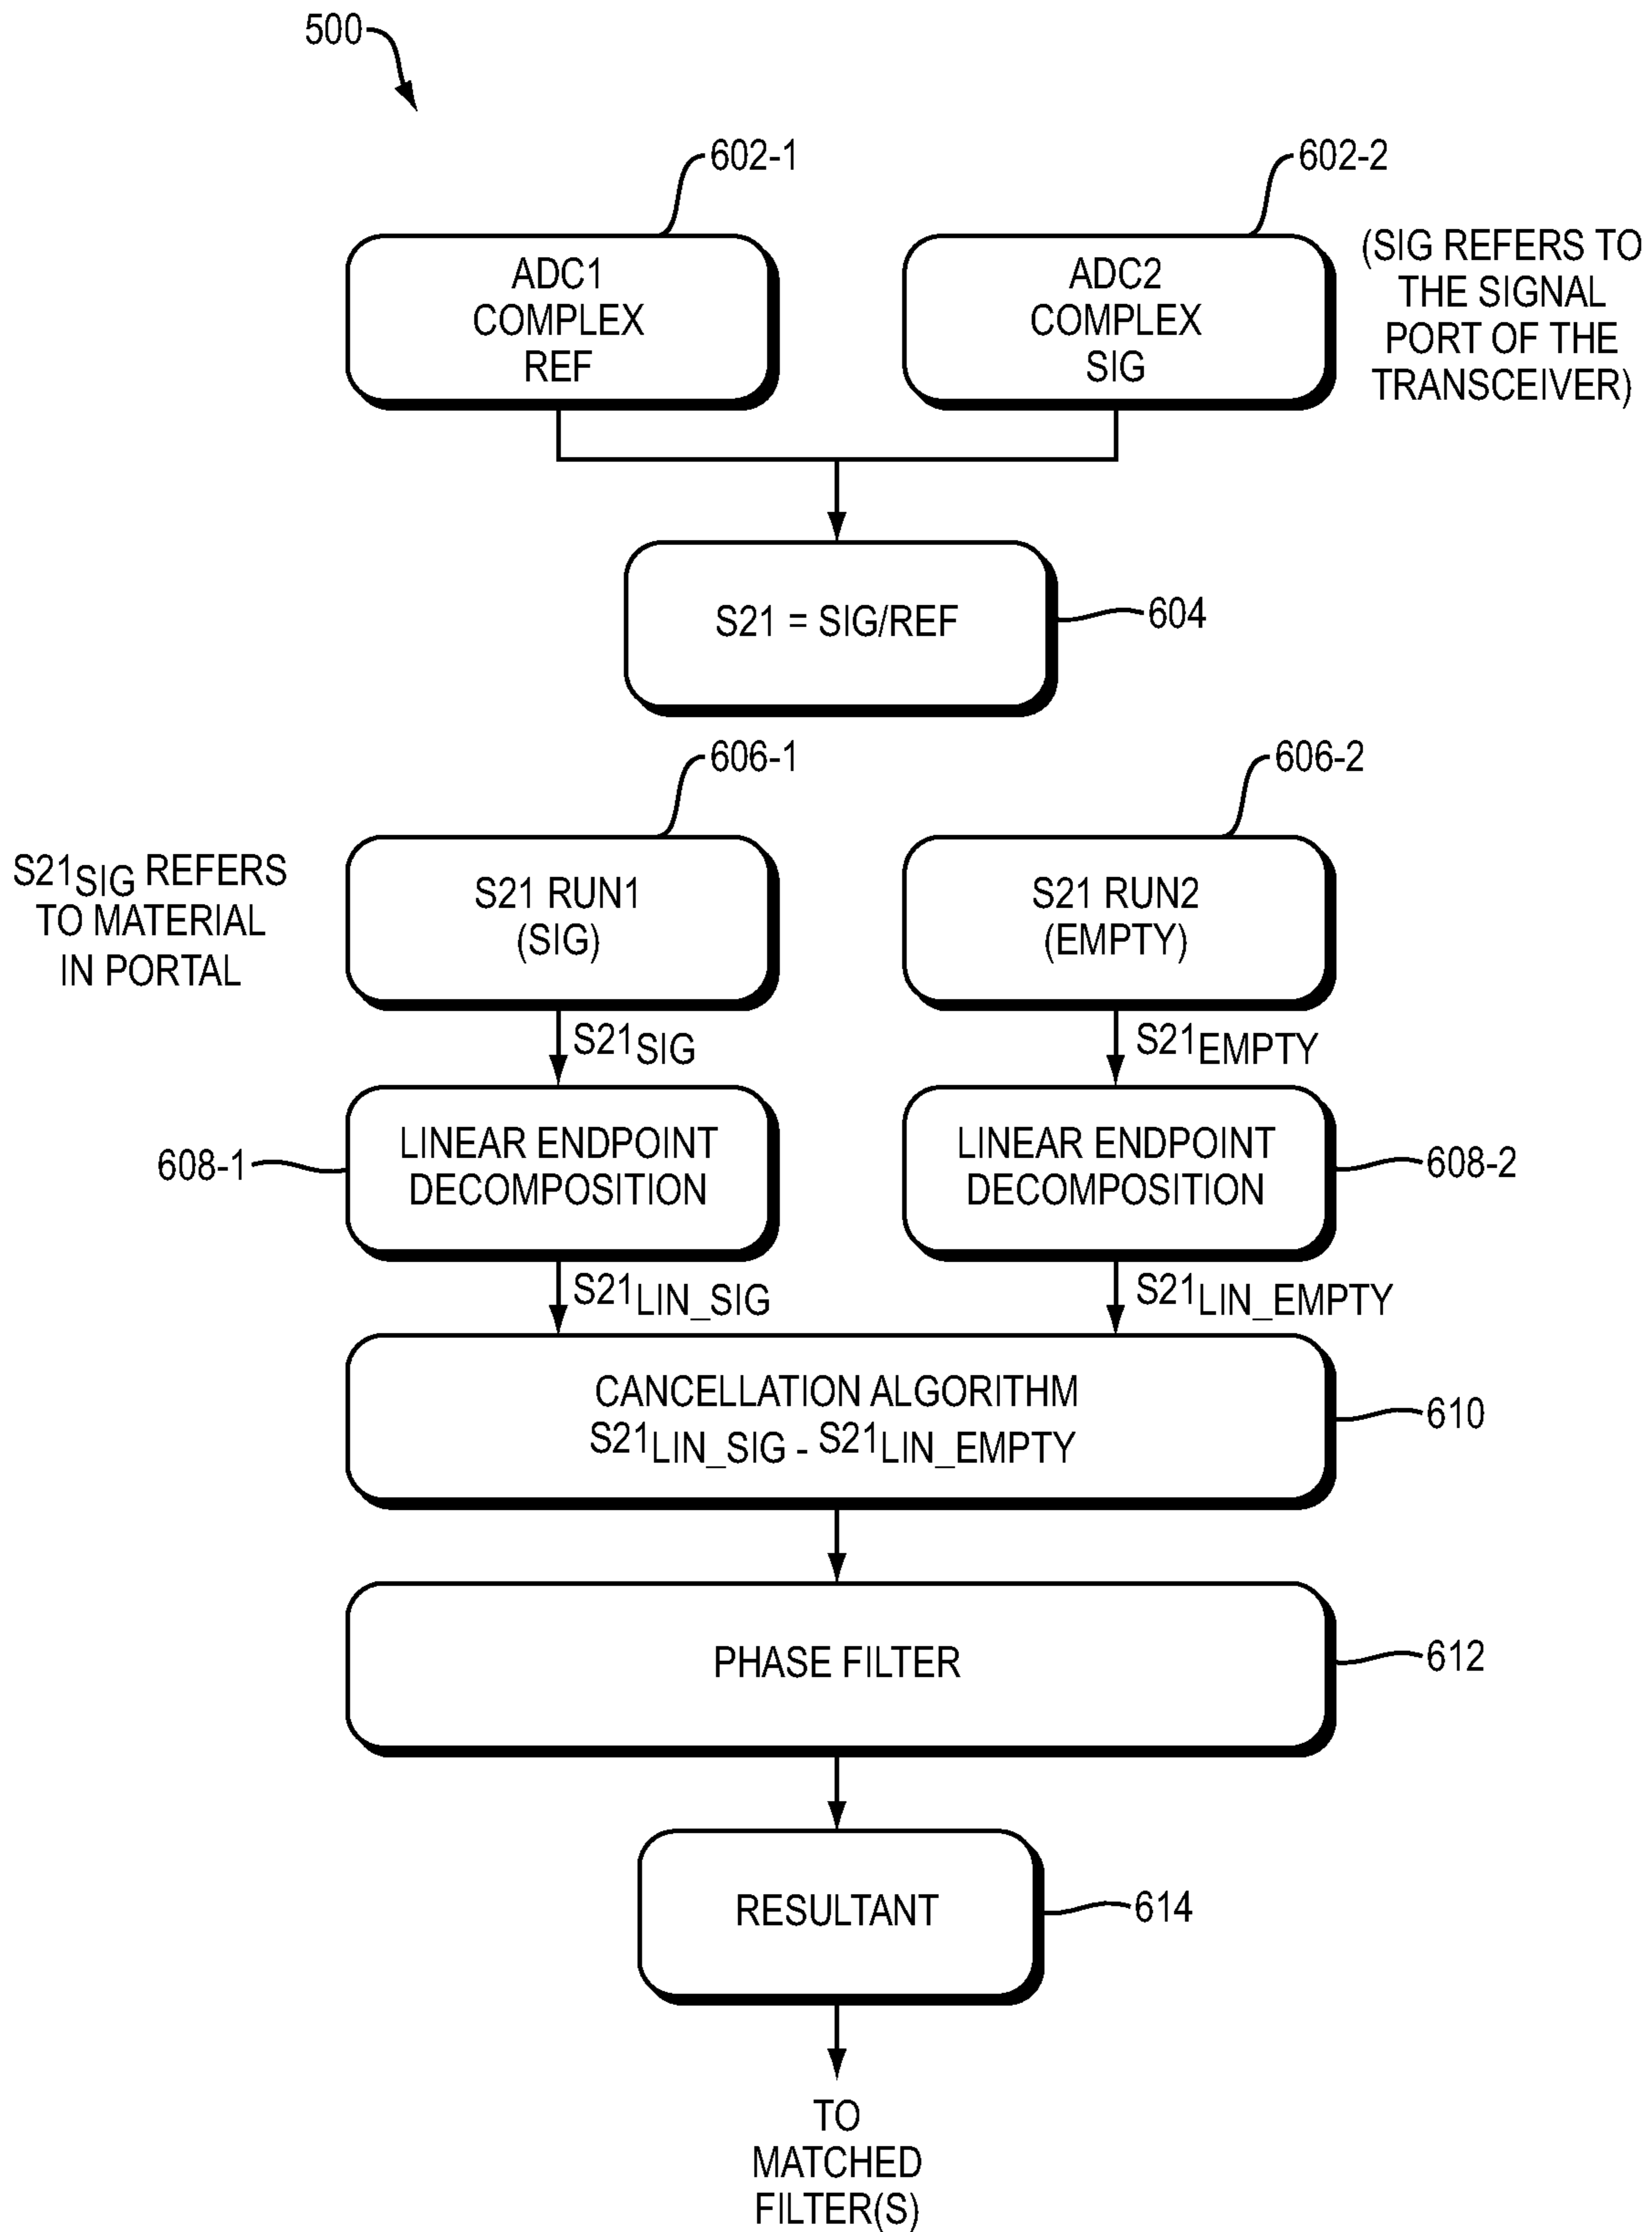 500
602-1
602-2
ADC1
COMPLEX
REF
ADC2
COMPLEX
SIG
(SIG REFERS TO
THE SIGNAL
PORT OF THE
TRANSCEIVER)
S21 = SIG/REF
604
606-1
606-2
S21SIG REFERS
TO MATERIAL
IN PORTAL
S21 RUN1
(SIG)
S21 RUN2
(EMPTY)
S21SIG
S21EMPTY
608-1
LINEAR ENDPOINT
DECOMPOSITION
LINEAR ENDPOINT
DECOMPOSITION
608-2
S21LIN_SIG
S21LIN_EMPTY
CANCELLATION ALGORITHM
S21LIN_SIG - S21LIN_EMPTY
610
PHASE FILTER
612
RESULTANT
614
TO
MATCHED
FILTER(S)